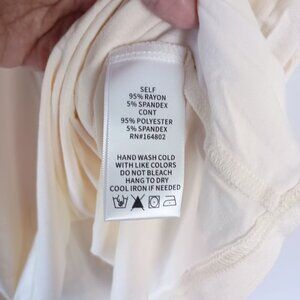 SELF
95% RAYON
5% SPANDEX
CONT
95% POLYESTER
5% SPANDEX
RN#164802
HAND WASH COLD
WITH LIKE COLORS
DO NOT BLEACH
HANG TO DRY
COOL IRON IF NEEDED